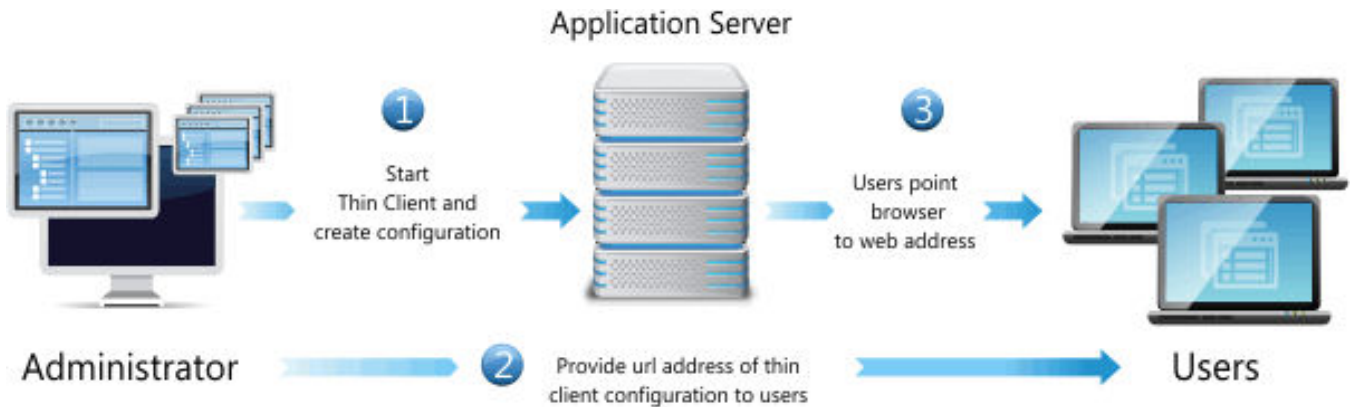 Application Server
1
Start
Thin Client and
create configuration
3
Users point
browser
to web address
Administrator
2
Provide url address of thin
client configuration to users
Users